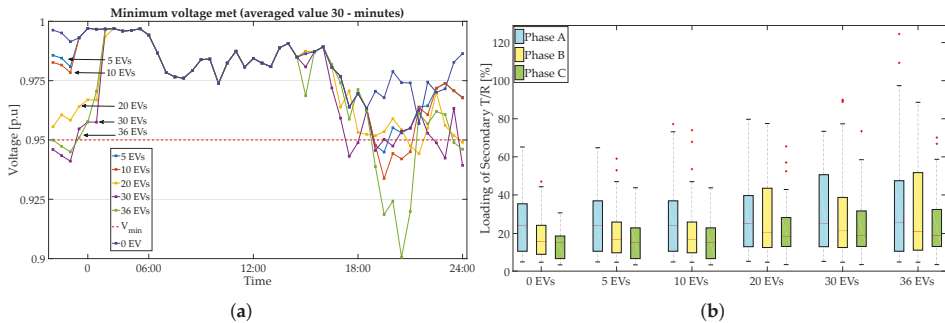 Minimum voltage met (averaged value 30 - minutes)
1
0.975
0.95
0.925
0.9
Voltage [p.u]
5 EVs
10 EVs
20 EVs
30 EVs
36 EVs
5 EVs
10 EVs
20 EVs
30 EVs
36 EVs
Vmin
0 EV
0
06:00
12:00
18:00
24:00
Time
(a)
Loading of Secondary T/R [%]
120
100
80
60
40
20
0
Phase A
Phase B
Phase C
0 EVs
5 EVs
10 EVs
20 EVs
30 EVs
36 EVs
(b)